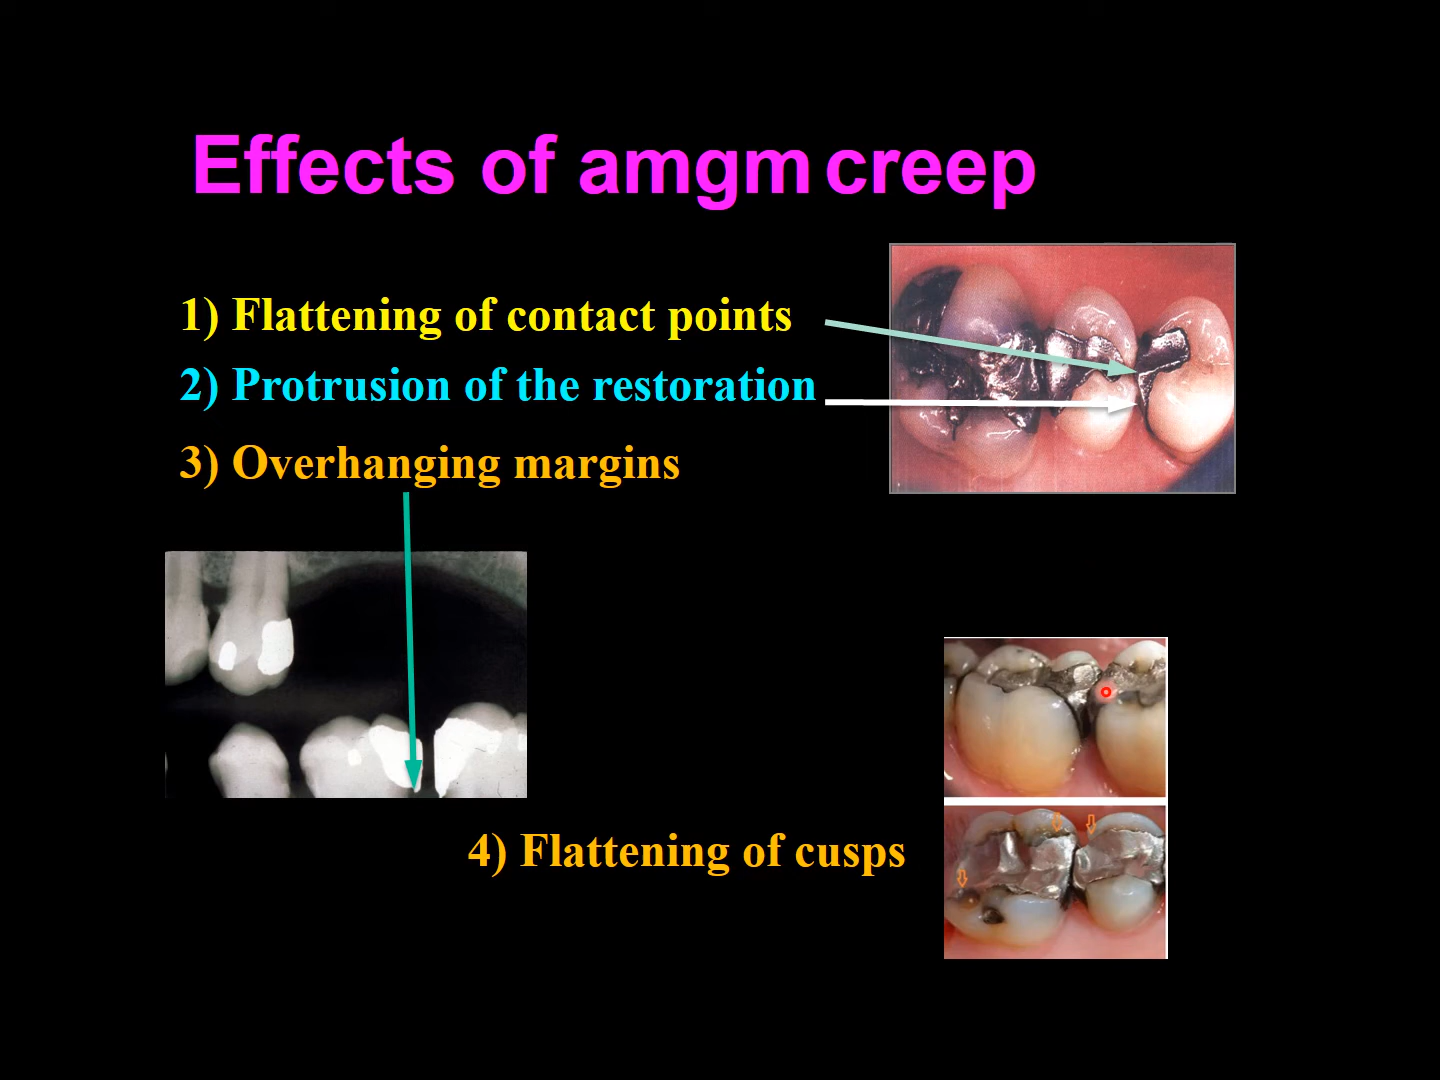 Effects of amgm creep
1) Flattening of contact points
2) Protrusion of the restoration
3) Overhanging margins
4) Flattening of cusps